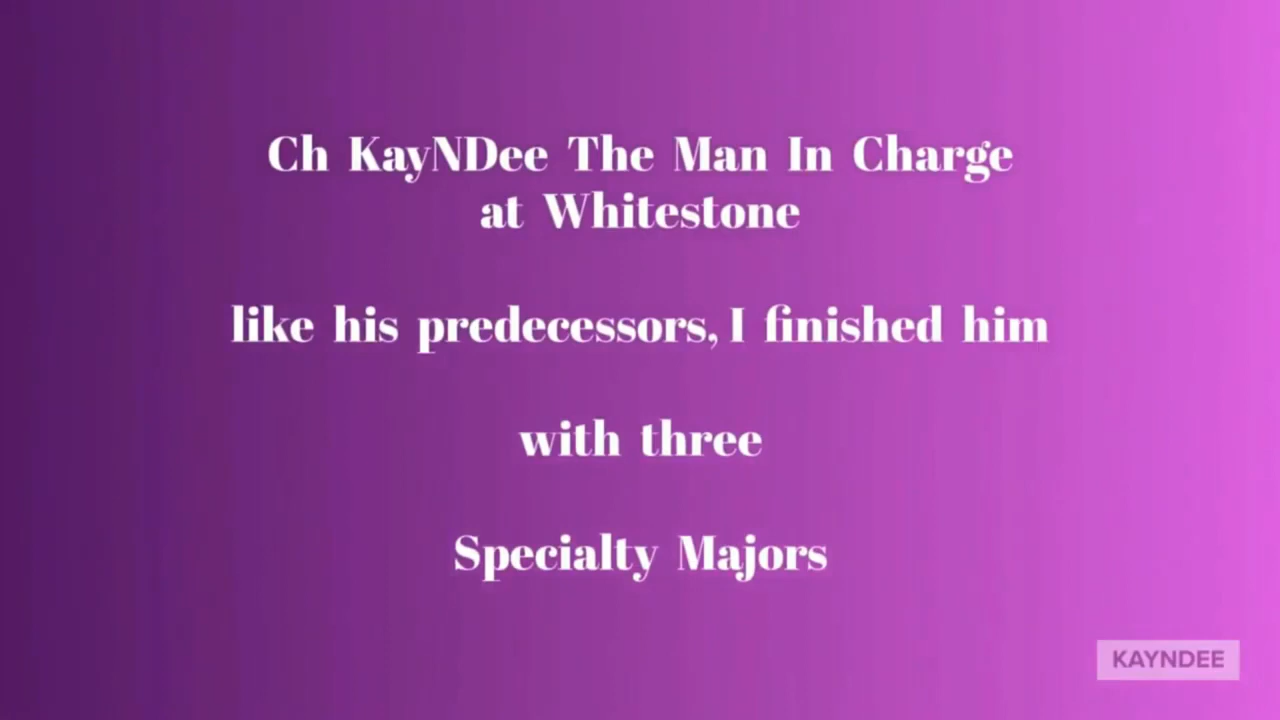 Ch KayNDee The Man In Charge
at Whitestone
like his predecessors, I finished him
with three
Specialty Majors
KAYNDEE